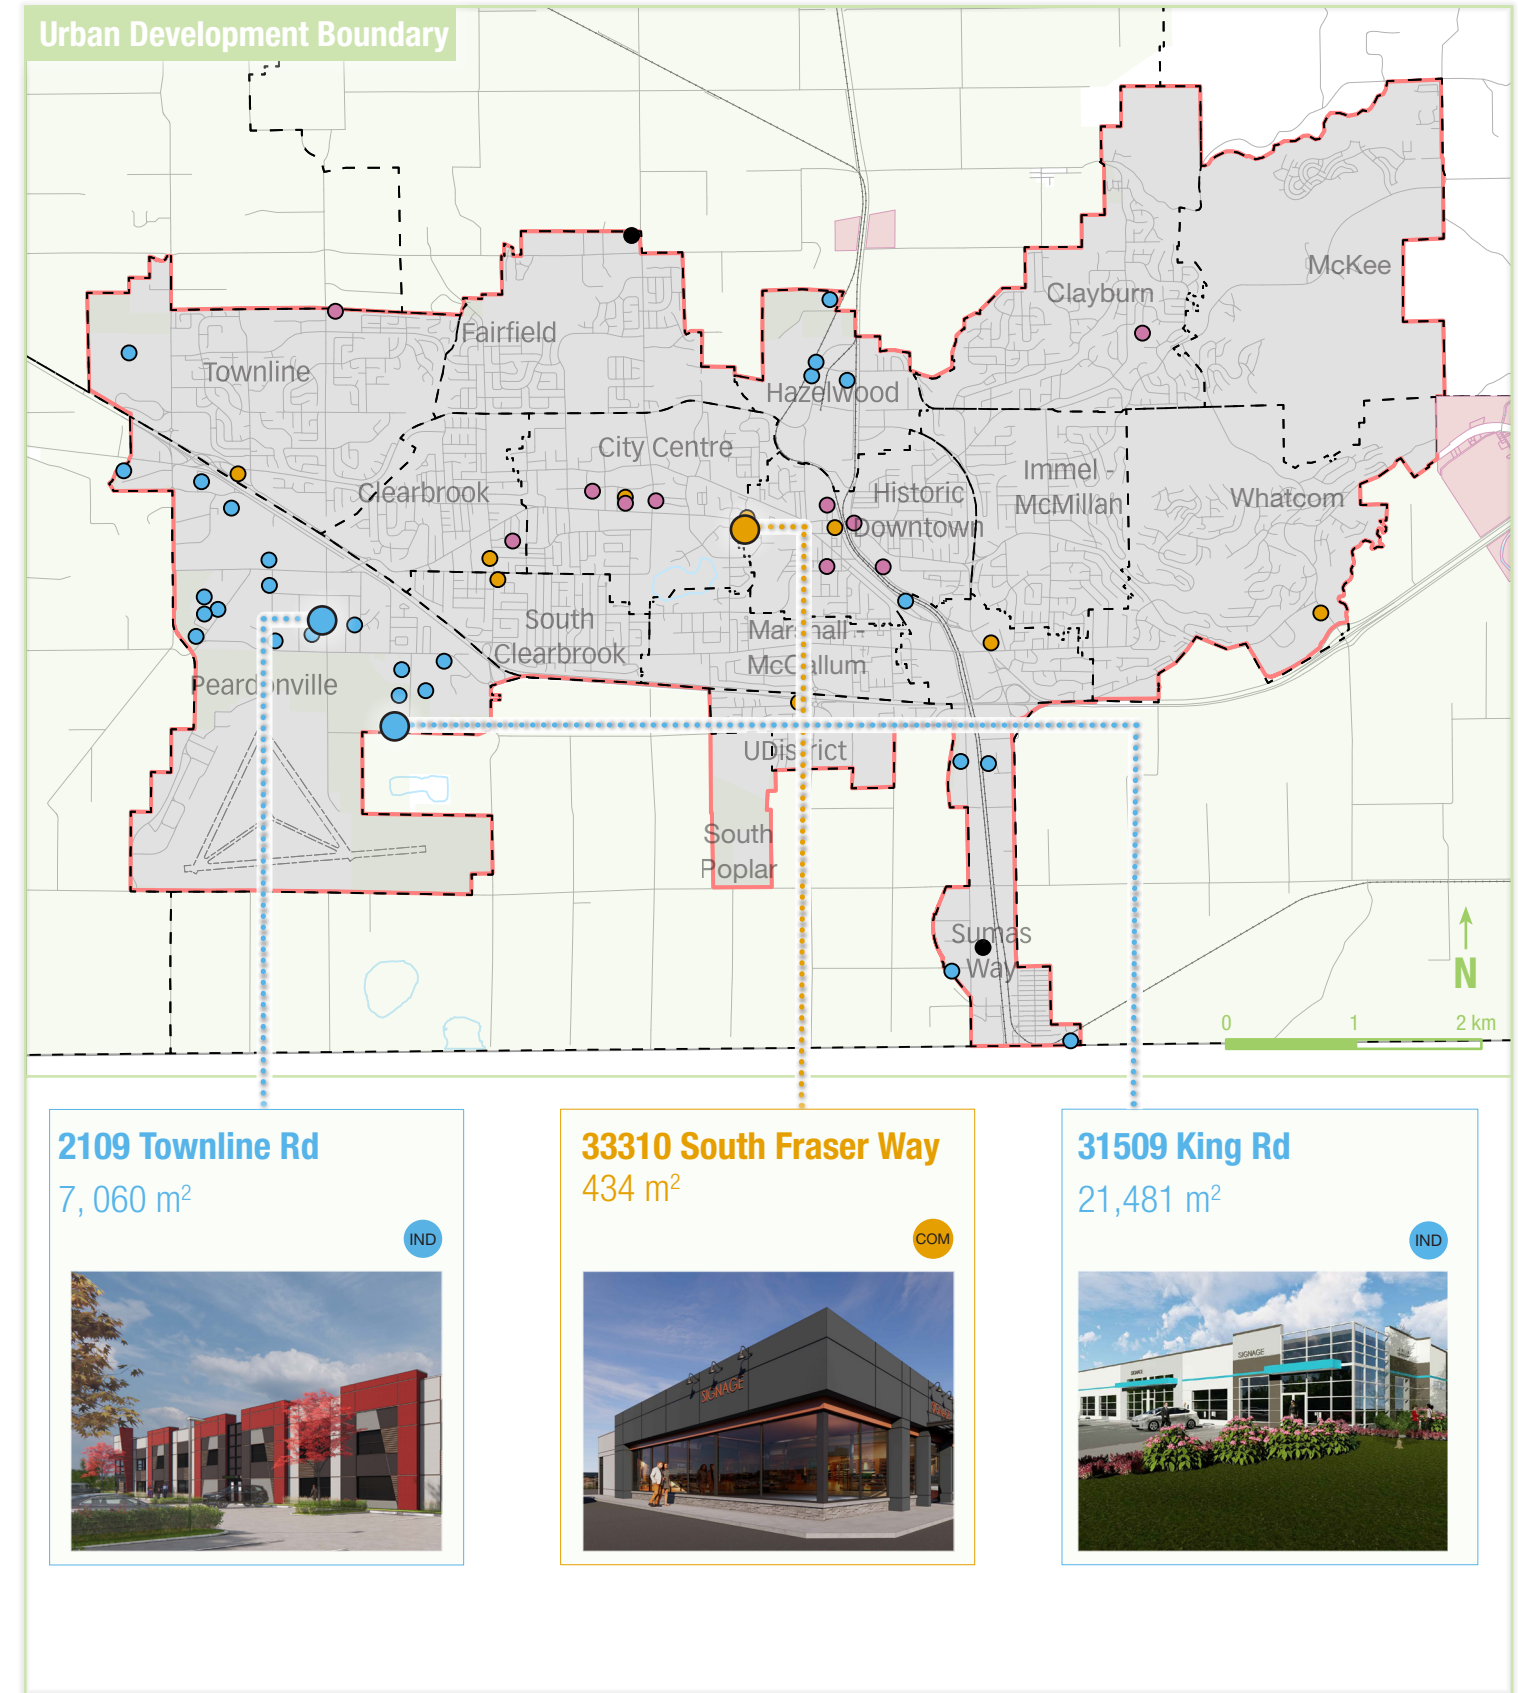 Urban Development Boundary
McKee
Clayburn
Fairfield
Townline
Hazelwood
City Centre
Clearbrook
Historic
Downtown
Immel -
McMillan
Whatcom
South
Clearbrook
Marshall -
McCallum
Peardonville
UDistrict
South
Poplar
Sumas
Way
N
0 1 2 km
2109 Townline Rd
7, 060 m²
IND
33310 South Fraser Way
434 m²
COM
SIGNAGE
31509 King Rd
21,481 m²
IND
SIGNAGE